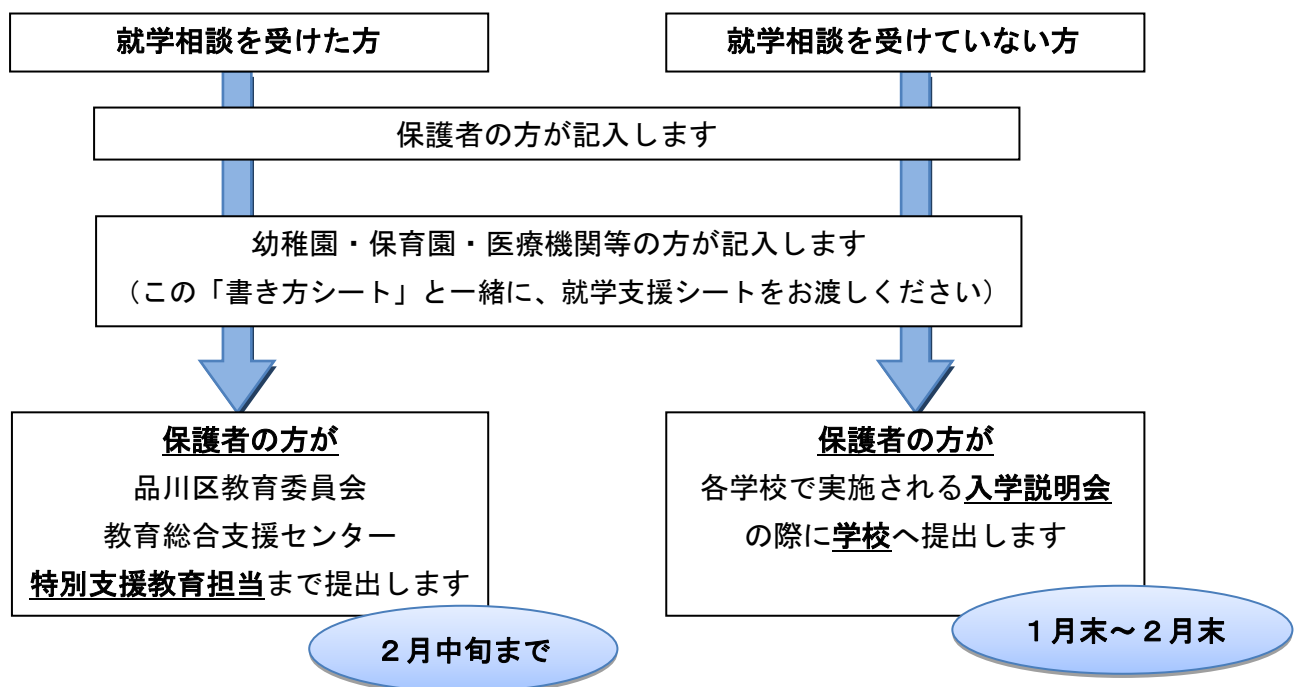 就学相談を受けた方
就学相談を受けていない方
保護者の方が記入します
幼稚園・保育園・医療機関等の方が記入します
（この「書き方シート」と一緒に、就学支援シートをお渡しください）
保護者の方が
品川区教育委員会
教育総合支援センター
特別支援教育担当まで提出します
２月中旬まで
保護者の方が
各学校で実施される入学説明会
の際に学校へ提出します
１月末～２月末